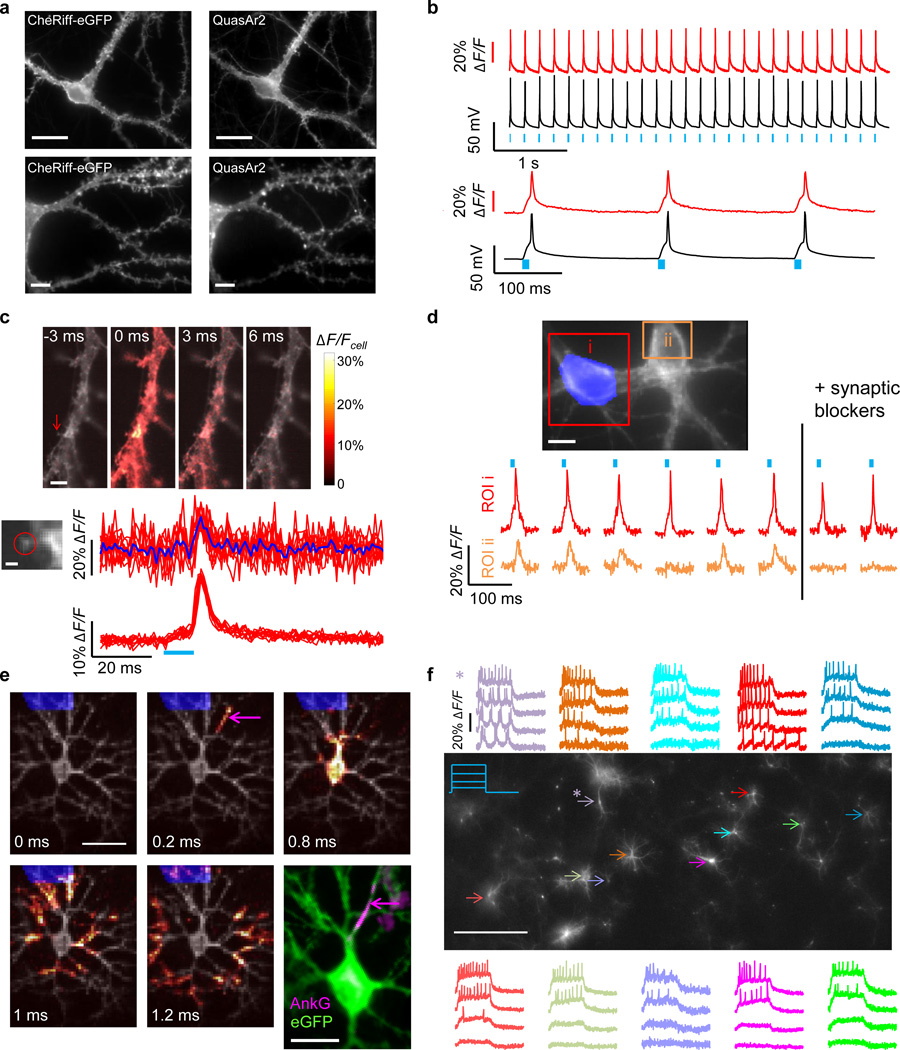 a
CheRiff-eGFP
QuasAr2
CheRiff-eGFP
QuasAr2
b
20%
ΔF/F
50 mV
1 s
20%
ΔF/F
50 mV
100 ms
c
-3 ms
0 ms
3 ms
6 ms
ΔF/Fcell
30%
20%
10%
0
20% ΔF/F
10% ΔF/F
20 ms
d
i
ii
+ synaptic
blockers
ROI i
ROI ii
20% ΔF/F
100 ms
e
0 ms
0.2 ms
0.8 ms
1 ms
1.2 ms
AnkG
eGFP
f
*
20% ΔF/F
*